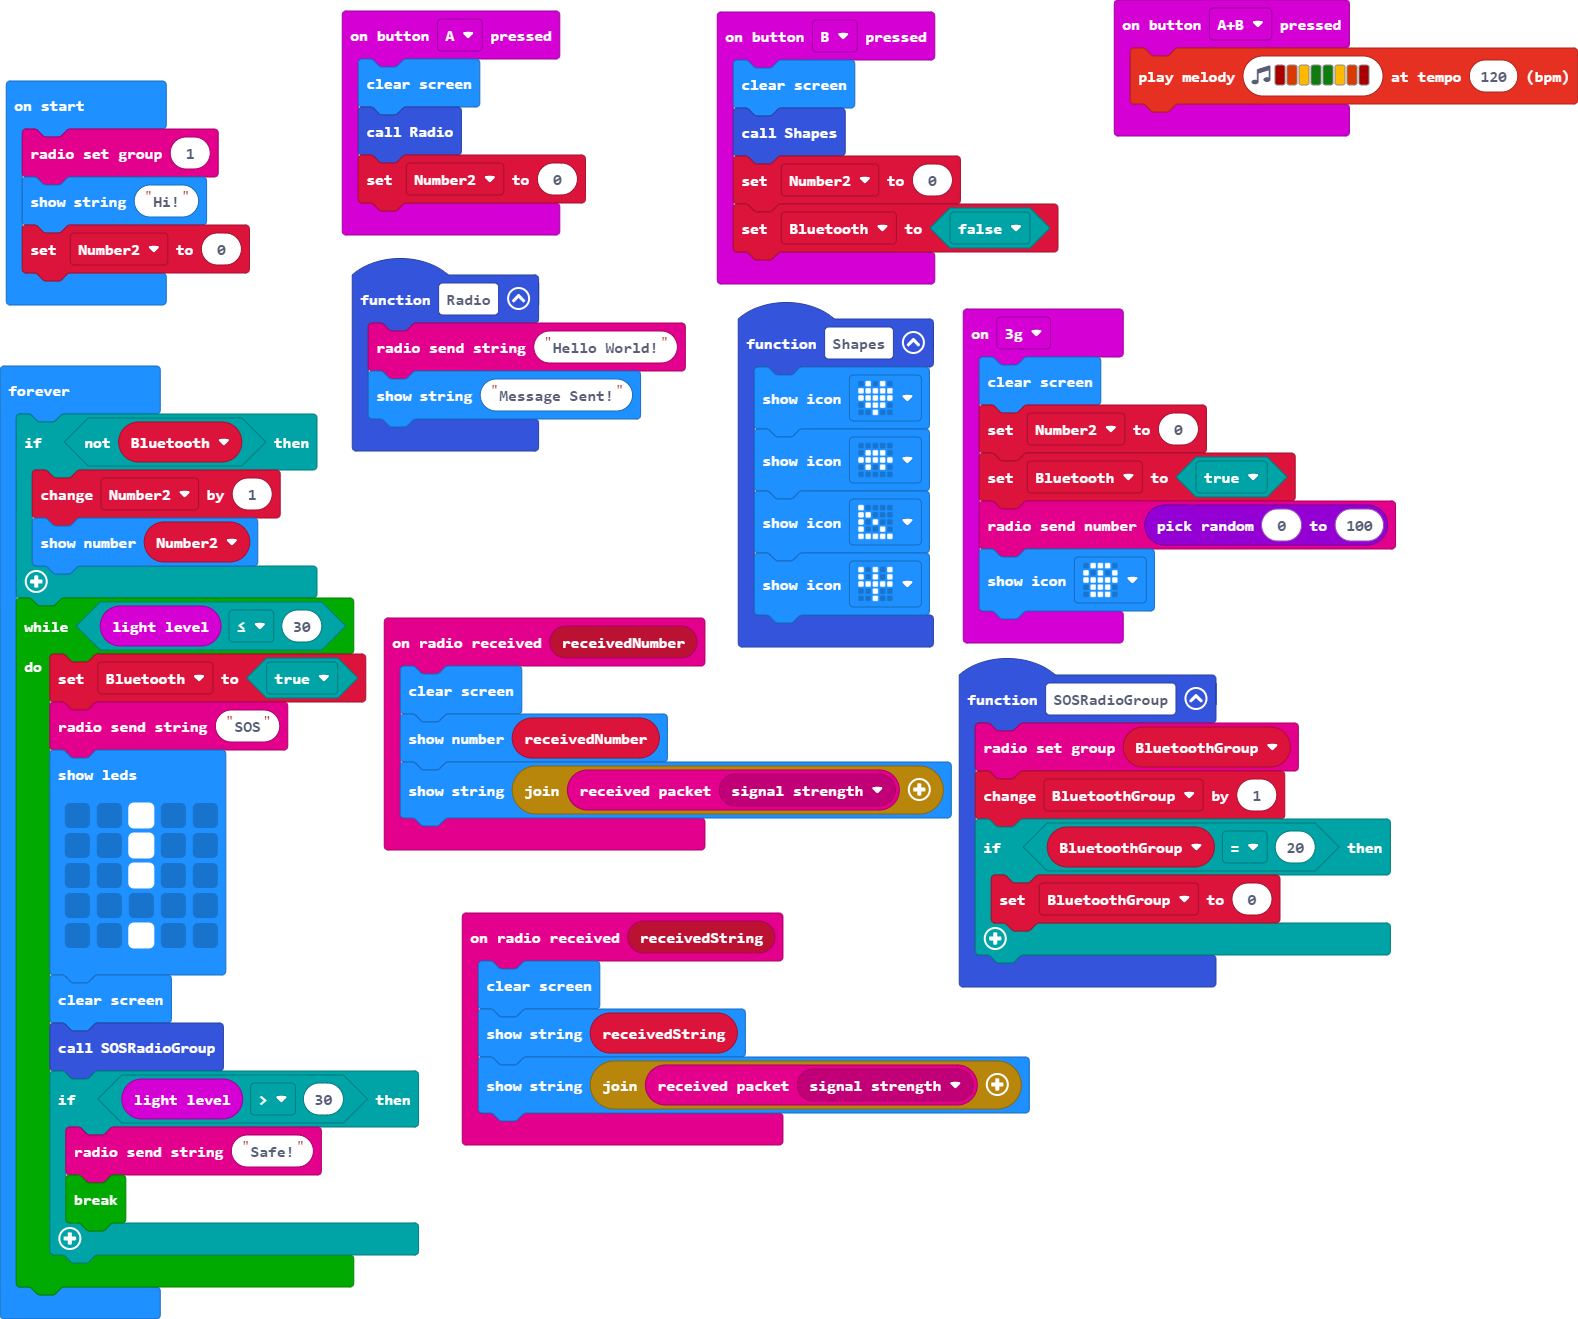 on start
radio set group 1
show string "Hi!"
set Number2 to 0
on button A pressed
clear screen
call Radio
set Number2 to 0
on button B pressed
clear screen
call Shapes
set Number2 to 0
set Bluetooth to false
on button A+B pressed
play melody at tempo 120 (bpm)
function Radio
radio send string "Hello World!"
show string "Message Sent!"
function Shapes
show icon
show icon
show icon
show icon
on 3g
clear screen
set Number2 to 0
set Bluetooth to true
radio send number pick random 0 to 100
show icon
forever
if not Bluetooth then
change Number2 by 1
show number Number2
while light level ≤ 30
do
set Bluetooth to true
radio send string "SOS"
show leds
clear screen
call SOSRadioGroup
if light level > 30 then
radio send string "Safe!"
break
on radio received receivedNumber
clear screen
show number receivedNumber
show string join received packet signal strength
on radio received receivedString
clear screen
show string receivedString
show string join received packet signal strength
function SOSRadioGroup
radio set group BluetoothGroup
change BluetoothGroup by 1
if BluetoothGroup = 20 then
set BluetoothGroup to 0